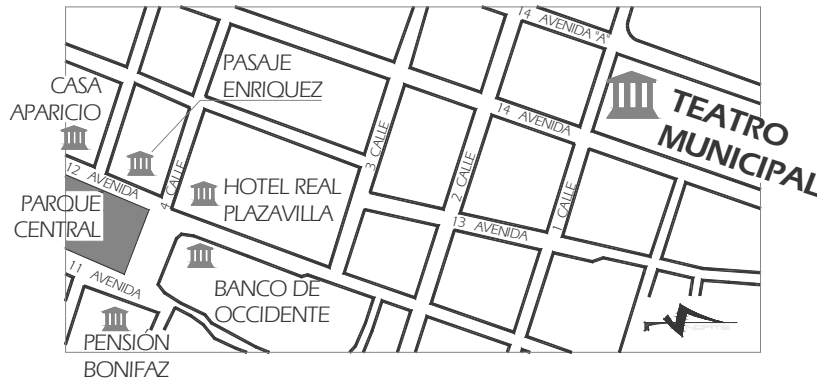 14 AVENIDA "A"
PASAJE
ENRIQUEZ
CASA
APARICIO
TEATRO
MUNICIPAL
14 AVENIDA
3 CALLE
2 CALLE
1 CALLE
12 AVENIDA
4 CALLE
HOTEL REAL
PLAZAVILLA
PARQUE
CENTRAL
13 AVENIDA
11 AVENIDA
BANCO DE
OCCIDENTE
PENSIÓN
BONIFAZ